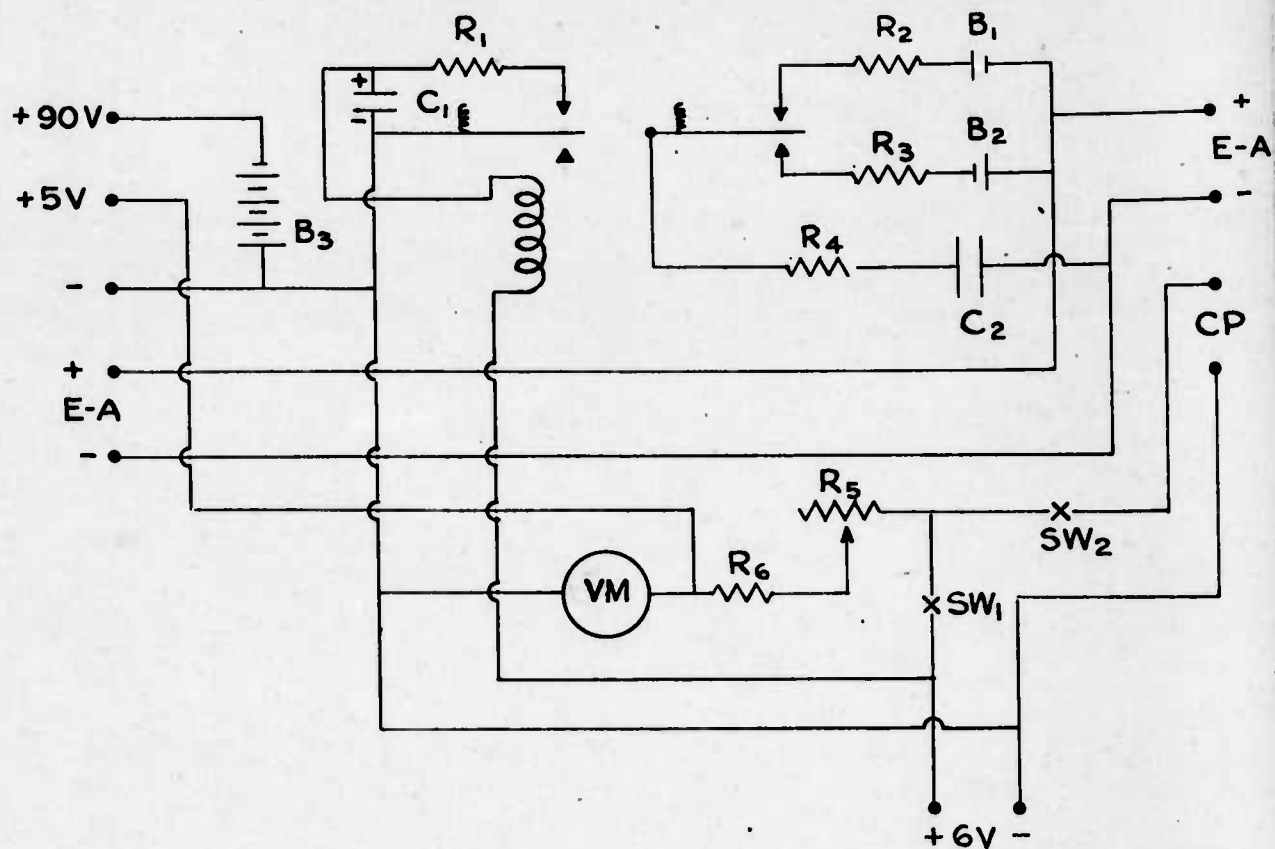 R₁
R₂
B₁
+
C₁
-
+90V
+
E-A
-
B₂
R₃
+5V
B₃
R₄
C₂
-
CP
+
E-A
-
R₅
SW₂
R₆
VM
SW₁
+ 6V -